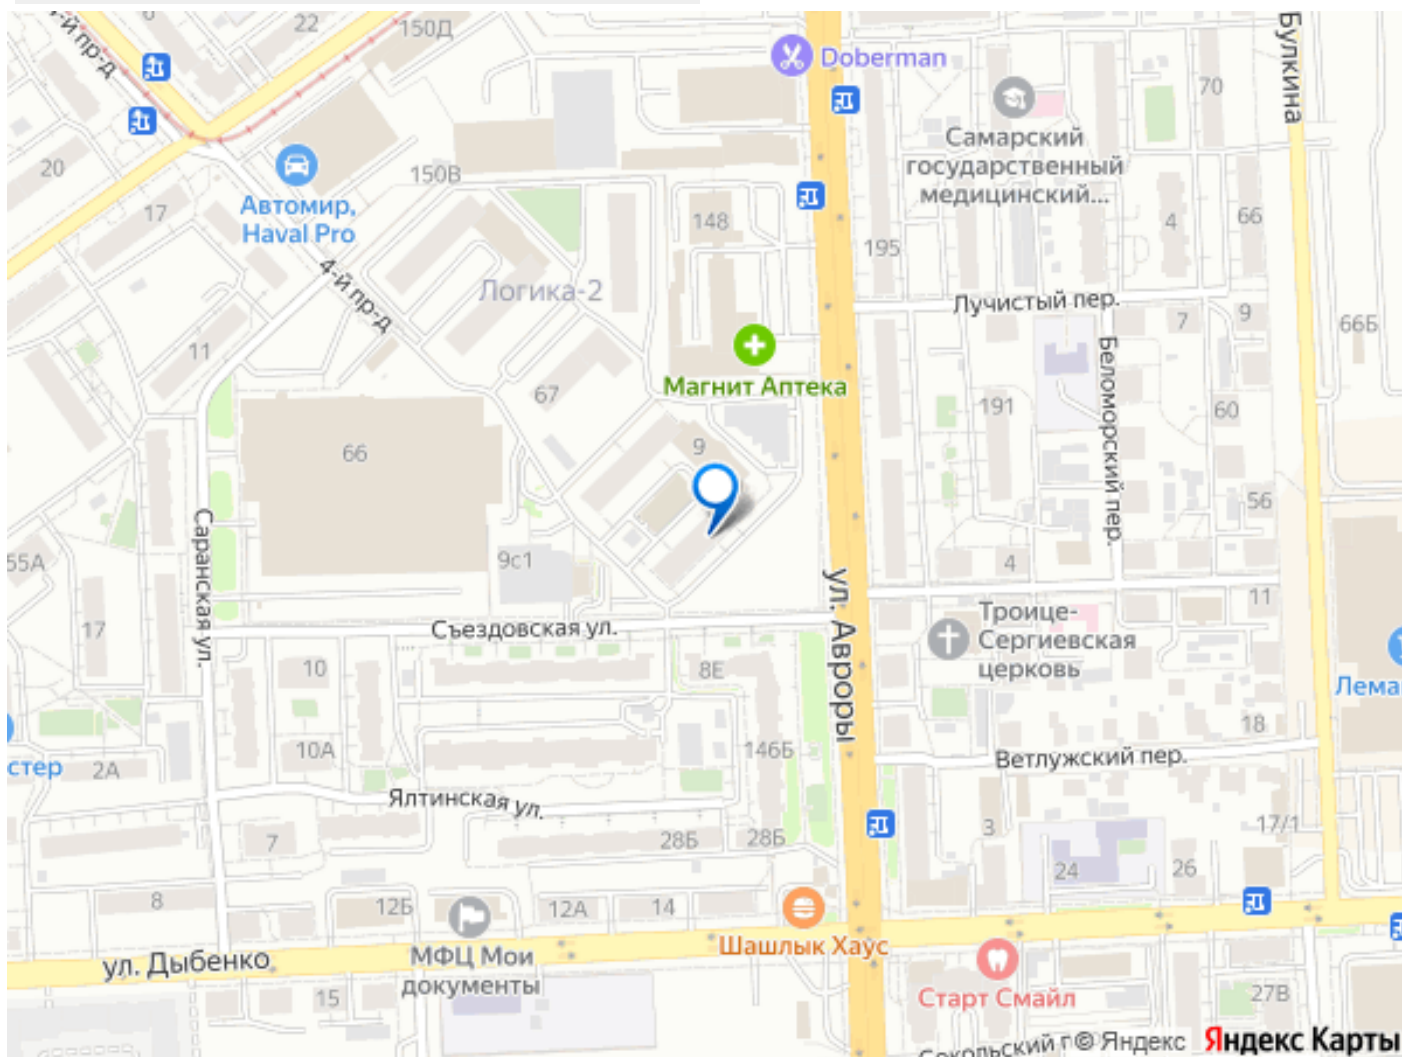 22
150Д
4-й пр-д
Doberman
Булкина
70
Самарский
государственный
медицинский...
20
150В
17
Автомир,
Haval Pro
148
195
4
66
4-й пр-д
Логика-2
Лучистый пер.
7
9
66Б
11
Магнит Аптека
67
191
60
Беломорский пер.
66
9
56
Саранская ул.
55А
9с1
4
ул. Авроры
11
17
Съездовская ул.
Троице-
Сергиевская
церковь
10
8Е
Лема
18
10А
146Б
Ветлужский пер.
стер
2А
Ялтинская ул.
7
28Б
28Б
3
17/1
24
26
8
12Б
12А
14
Шашлык Хаус
ул. Дыбенко
МФЦ Мои
документы
15
Старт Смайл
27В
Сокольский г
© Яндекс
Яндекс Карты